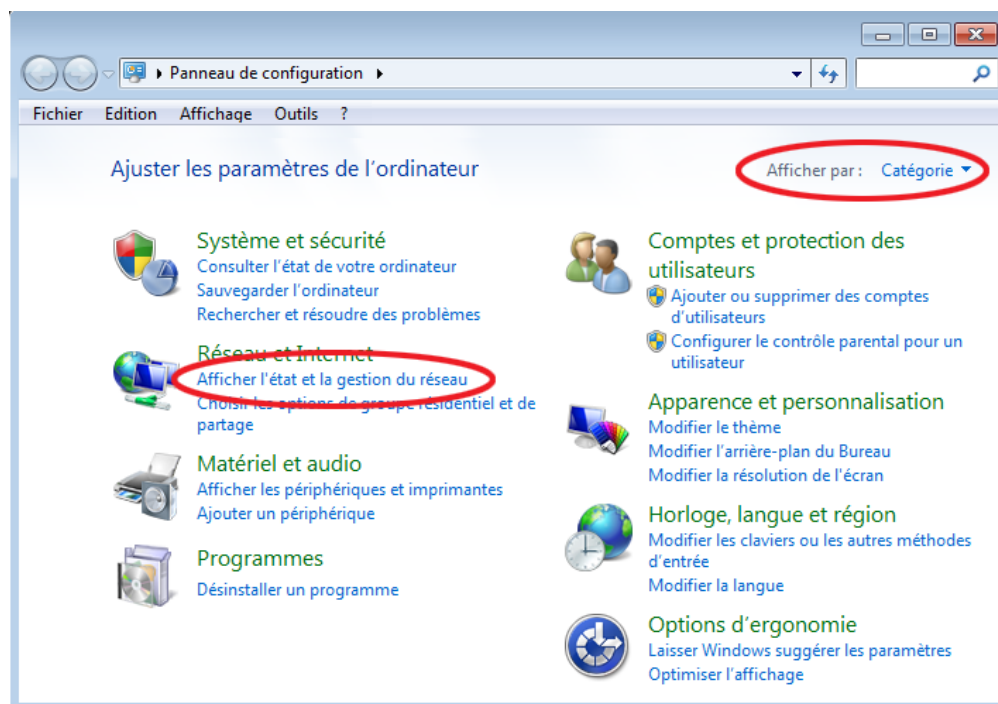 Panneau de configuration
Fichier Edition Affichage Outils ?
Ajuster les paramètres de l'ordinateur
Afficher par : Catégorie
Système et sécurité
Consulter l'état de votre ordinateur
Sauvegarder l'ordinateur
Rechercher et résoudre des problèmes
Réseau et Internet
Afficher l'état et la gestion du réseau
Choisir les options de groupe résidentiel et de
partage
Matériel et audio
Afficher les périphériques et imprimantes
Ajouter un périphérique
Programmes
Désinstaller un programme
Comptes et protection des
utilisateurs
Ajouter ou supprimer des comptes
d'utilisateurs
Configurer le contrôle parental pour un
utilisateur
Apparence et personnalisation
Modifier le thème
Modifier l'arrière-plan du Bureau
Modifier la résolution de l'écran
Horloge, langue et région
Modifier les claviers ou les autres méthodes
d'entrée
Modifier la langue
Options d'ergonomie
Laisser Windows suggérer les paramètres
Optimiser l'affichage